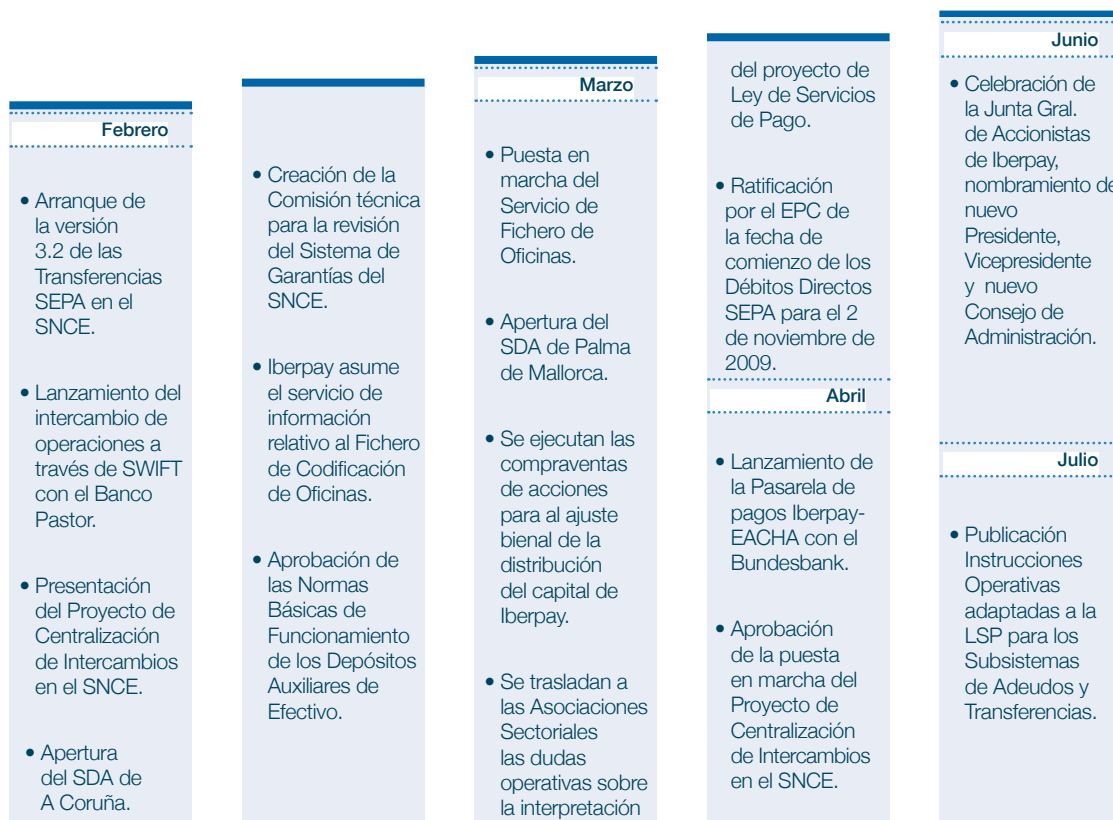 Febrero
• Arranque de
la versión
3.2 de las
Transferencias
SEPA en el
SNCE.
• Lanzamiento del
intercambio de
operaciones a
través de SWIFT
con el Banco
Pastor.
• Presentación
del Proyecto de
Centralización
de Intercambios
en el SNCE.
• Apertura
del SDA de
A Coruña.
• Creación de la
Comisión técnica
para la revisión
del Sistema de
Garantías del
SNCE.
• Iberpay asume
el servicio de
información
relativo al Fichero
de Codificación
de Oficinas.
• Aprobación de
las Normas
Básicas de
Funcionamiento
de los Depósitos
Auxiliares de
Efectivo.
Marzo
• Puesta en
marcha del
Servicio de
Fichero de
Oficinas.
• Apertura del
SDA de Palma
de Mallorca.
• Se ejecutan las
compraventas
de acciones
para al ajuste
bienal de la
distribución
del capital de
Iberpay.
• Se trasladan a
las Asociaciones
Sectoriales
las dudas
operativas sobre
la interpretación
del proyecto de
Ley de Servicios
de Pago.
• Ratificación
por el EPC de
la fecha de
comienzo de los
Débitos Directos
SEPA para el 2
de noviembre de
2009.
Abril
• Lanzamiento de
la Pasarela de
pagos Iberpay-
EACHA con el
Bundesbank.
• Aprobación
de la puesta
en marcha del
Proyecto de
Centralización
de Intercambios
en el SNCE.
Junio
• Celebración de
la Junta Gral.
de Accionistas
de Iberpay,
nombramiento de
nuevo
Presidente,
Vicepresidente
y nuevo
Consejo de
Administración.
Julio
• Publicación
Instrucciones
Operativas
adaptadas a la
LSP para los
Subsistemas
de Adeudos y
Transferencias.